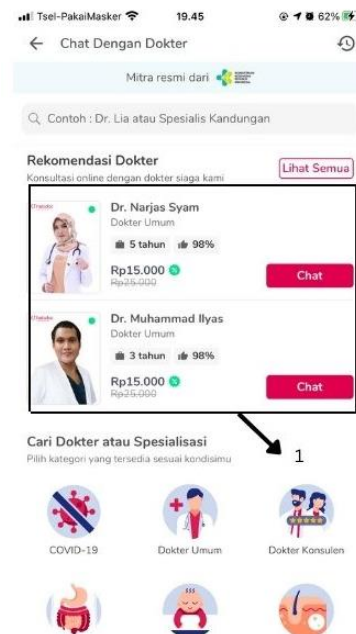 Tsel-PakaiMasker 19.45 62%
Chat Dengan Dokter
Mitra resmi dari
Contoh : Dr. Lia atau Spesialis Kandungan
Rekomendasi Dokter
Lihat Semua
Konsultasi online dengan dokter siaga kami
Dr. Narjas Syam
Dokter Umum
5 tahun 98%
Rp15.000
Rp25.000
Chat
Dr. Muhammad Ilyas
Dokter Umum
3 tahun 98%
Rp15.000
Rp25.000
Chat
Cari Dokter atau Spesialisasi
Pilih kategori yang tersedia sesuai kondisimu
1
COVID-19 Dokter Umum Dokter Konsulen